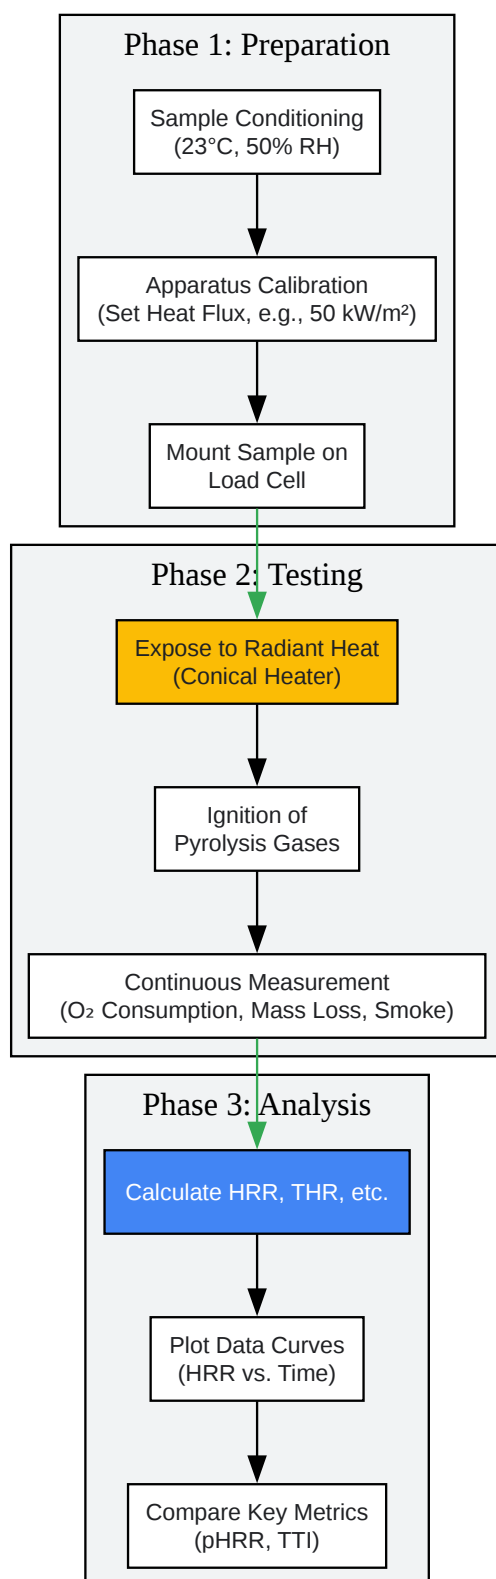 Phase 1: Preparation
Sample Conditioning
(23°C, 50% RH)
Apparatus Calibration
(Set Heat Flux, e.g., 50 kW/m²)
Mount Sample on
Load Cell
Phase 2: Testing
Expose to Radiant Heat
(Conical Heater)
Ignition of
Pyrolysis Gases
Continuous Measurement
(O₂ Consumption, Mass Loss, Smoke)
Phase 3: Analysis
Calculate HRR, THR, etc.
Plot Data Curves
(HRR vs. Time)
Compare Key Metrics
(pHRR, TTI)